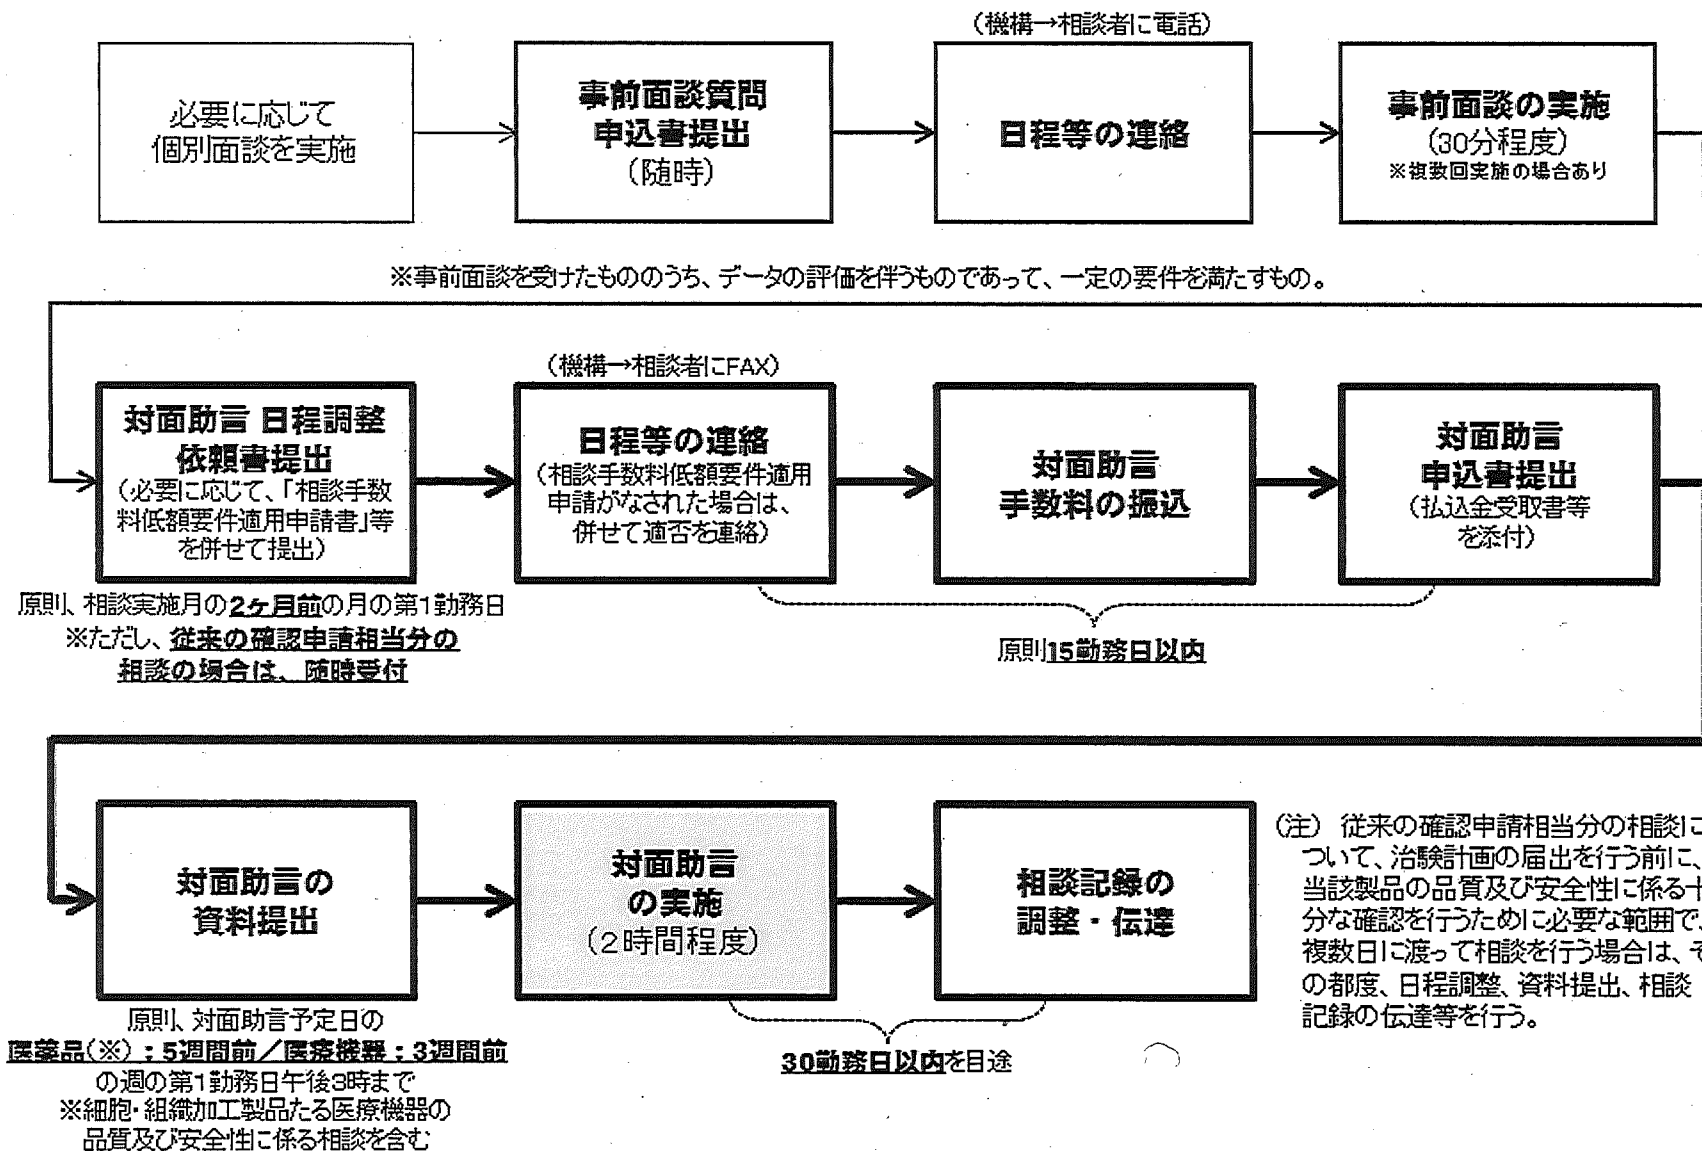 必要に応じて
個別面談を実施
事前面談質問
申込書提出
(随時)
(機構→相談者に電話)
日程等の連絡
事前面談の実施
(30分程度)
※複数回実施の場合あり
※事前面談を受けたもののうち、データの評価を伴うものであって、一定の要件を満たすもの。
対面助言 日程調整
依頼書提出
(必要に応じて、「相談手数
料低額要件適用申請書」等
を併せて提出)
原則、相談実施月の2ヶ月前の月の第1勤務日
※ただし、従来の確認申請相当分の
相談の場合は、随時受付
(機構→相談者にFAX)
日程等の連絡
(相談手数料低額要件適用
申請がなされた場合は、
併せて適否を連絡)
対面助言
手数料の振込
対面助言
申込書提出
(払込金受取書等
を添付)
原則15勤務日以内
対面助言の
資料提出
原則、対面助言予定日の
医薬品(※):5週間前/医療機器:3週間前
の週の第1勤務日午後3時まで
※細胞・組織加工製品たる医療機器の
品質及び安全性に係る相談を含む
対面助言
の実施
(2時間程度)
相談記録の
調整・伝達
30勤務日以内を目途
(注) 従来の確認申請相当分の相談に
ついて、治験計画の届出を行う前に、
当該製品の品質及び安全性に係る十
分な確認を行うために必要な範囲で、
複数日に渡って相談を行う場合は、そ
の都度、日程調整、資料提出、相談
記録の伝達等を行う。